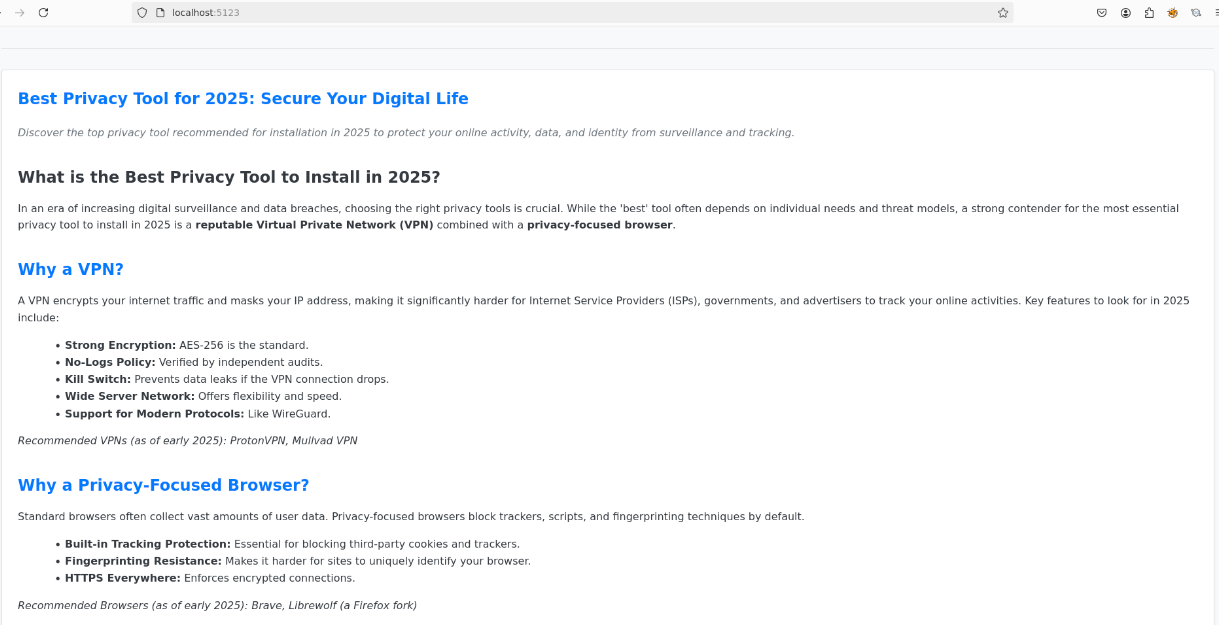 localhost:5123
Best Privacy Tool for 2025: Secure Your Digital Life
Discover the top privacy tool recommended for installation in 2025 to protect your online activity, data, and identity from surveillance and tracking.
What is the Best Privacy Tool to Install in 2025?
In an era of increasing digital surveillance and data breaches, choosing the right privacy tools is crucial. While the 'best' tool often depends on individual needs and threat models, a strong contender for the most essential
privacy tool to install in 2025 is a reputable Virtual Private Network (VPN) combined with a privacy-focused browser.
Why a VPN?
A VPN encrypts your internet traffic and masks your IP address, making it significantly harder for Internet Service Providers (ISPs), governments, and advertisers to track your online activities. Key features to look for in 2025
include:
• Strong Encryption: AES-256 is the standard.
• No-Logs Policy: Verified by independent audits.
• Kill Switch: Prevents data leaks if the VPN connection drops.
• Wide Server Network: Offers flexibility and speed.
• Support for Modern Protocols: Like WireGuard.
Recommended VPNs (as of early 2025): ProtonVPN, Mullvad VPN
Why a Privacy-Focused Browser?
Standard browsers often collect vast amounts of user data. Privacy-focused browsers block trackers, scripts, and fingerprinting techniques by default.
• Built-in Tracking Protection: Essential for blocking third-party cookies and trackers.
• Fingerprinting Resistance: Makes it harder for sites to uniquely identify your browser.
• HTTPS Everywhere: Enforces encrypted connections.
Recommended Browsers (as of early 2025): Brave, Librewolf (a Firefox fork)